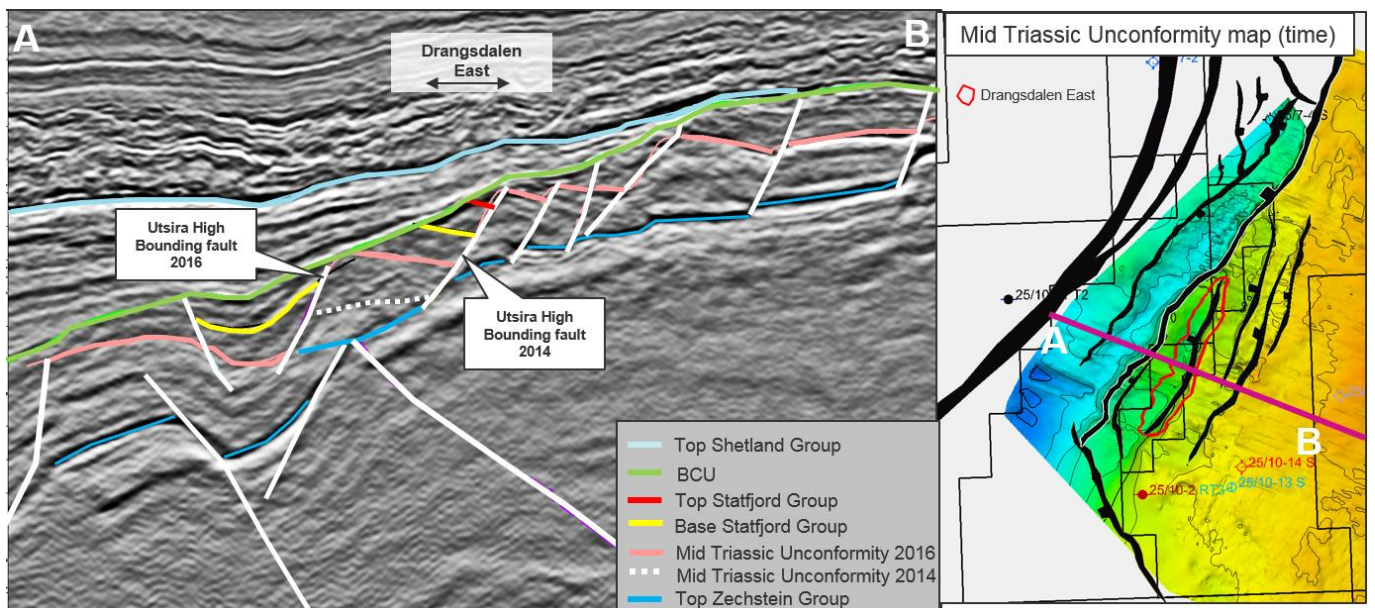 A
Drangsdalen
East
B
Utsira High
Bounding fault
2016
Utsira High
Bounding fault
2014
Top Shetland Group
BCU
Top Statfjord Group
Base Statfjord Group
Mid Triassic Unconformity 2016
Mid Triassic Unconformity 2014
Top Zechstein Group
Mid Triassic Unconformity map (time)
Drangsdalen East
A
B
25/10-14 S
25/10-2 R
25/10-13 S